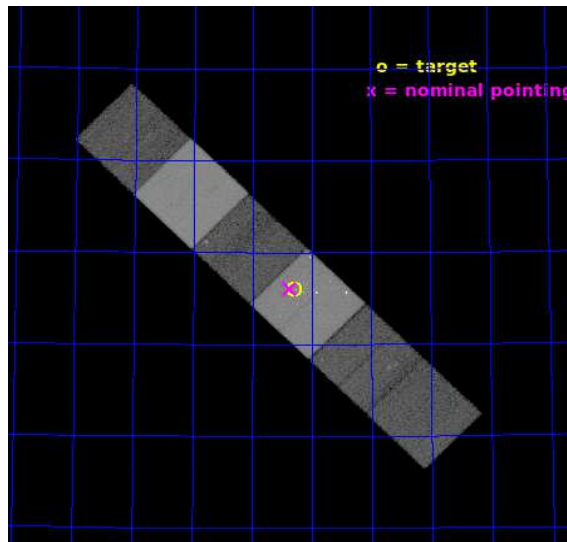 o = target
x = nominal pointing